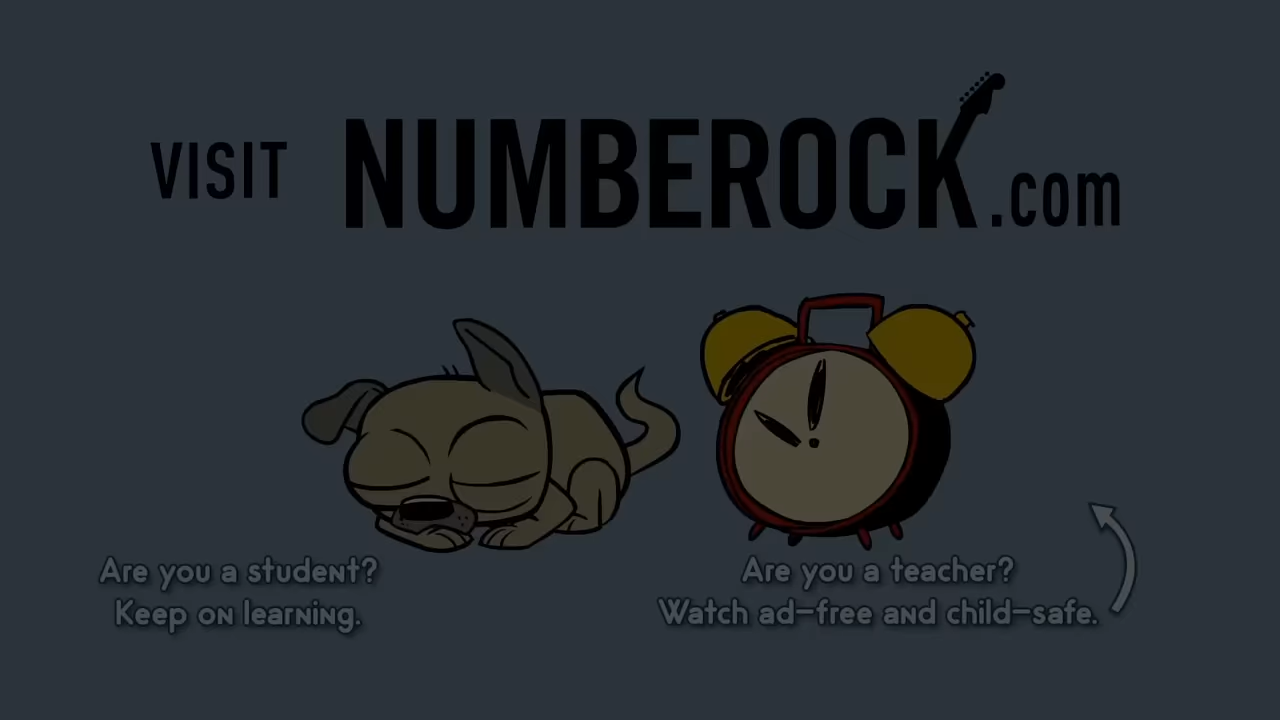 VISIT NUMBEROCK.com
Are you a student?
Keep on learning.
Are you a teacher?
Watch ad-free and child-safe.